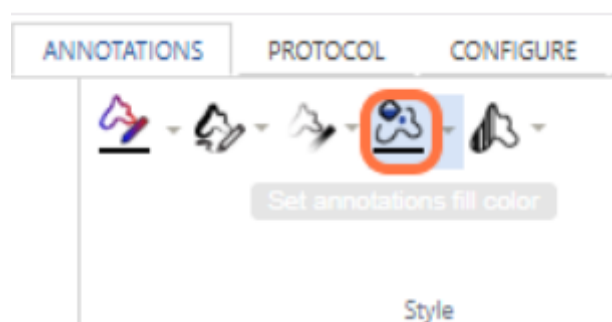 ANNOTATIONS PROTOCOL CONFIGURE
Set annotations fill color
Style